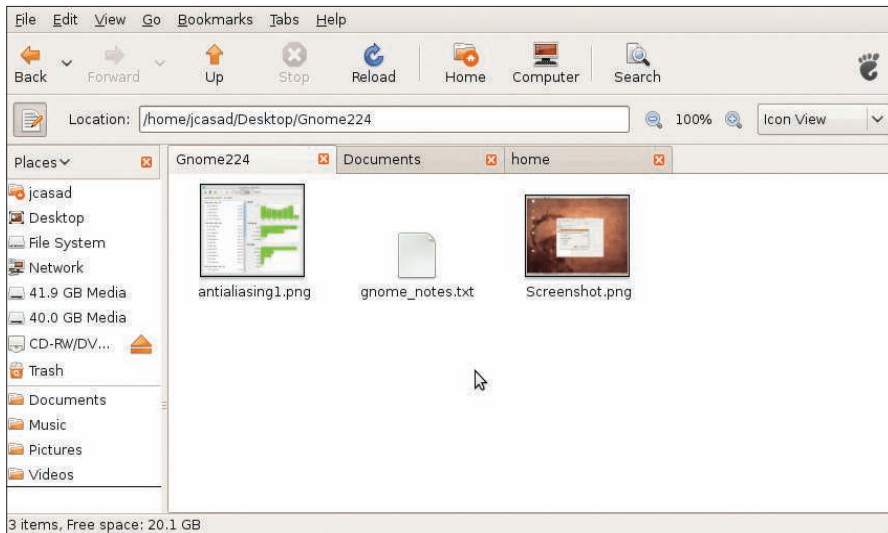 File Edit View Go Bookmarks Tabs Help
Back Forward Up Stop Reload Home Computer Search
Location: /home/jcasad/Desktop/Gnome224 100% Icon View
Places
jcasad
Desktop
File System
Network
41.9 GB Media
40.0 GB Media
CD-RW/DV...
Trash
Documents
Music
Pictures
Videos
Gnome224 Documents home
antialiasing1.png gnome_notes.txt Screenshot.png
3 items, Free space: 20.1 GB